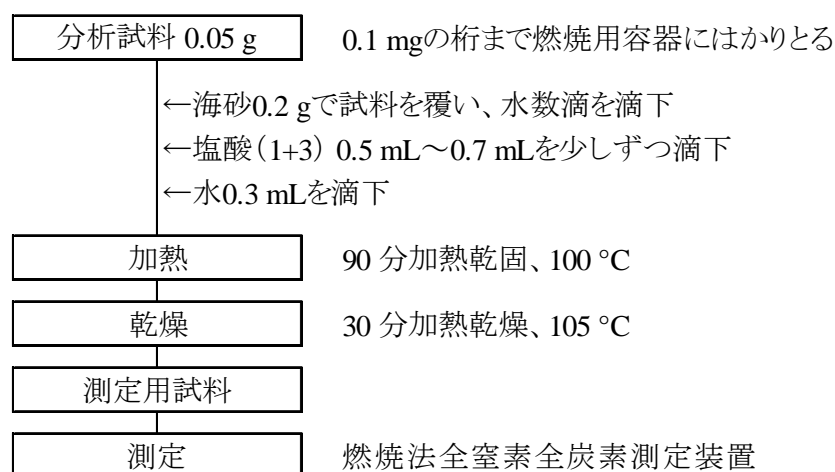 分析試料 0.05 g 0.1 mgの桁まで燃焼用容器にはかりとる
←海砂0.2 gで試料を覆い、水数滴を滴下
←塩酸(1+3) 0.5 mL～0.7 mLを少しずつ滴下
←水0.3 mLを滴下
加熱 90 分加熱乾固、100 °C
乾燥 30 分加熱乾燥、105 °C
測定用試料
測定 燃焼法全窒素全炭素測定装置